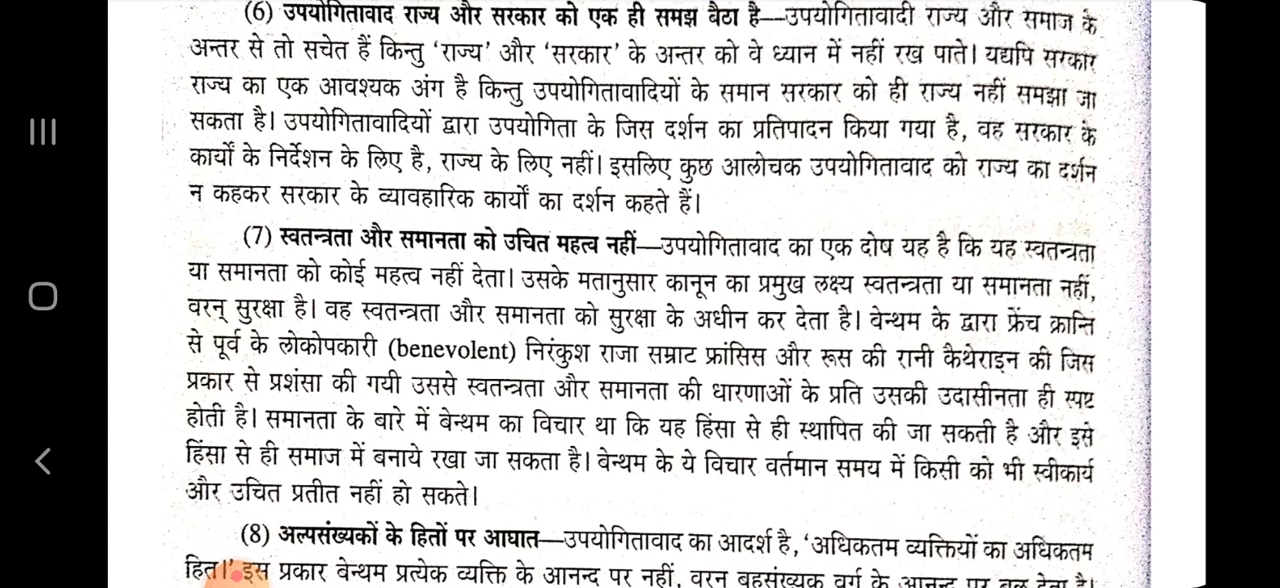 (6) उपयोगितावाद राज्य और सरकार को एक ही समझ बैठा है—उपयोगितावादी राज्य और समाज के
अन्तर से तो सचेत हैं किन्तु ‘राज्य’ और ‘सरकार’ के अन्तर को वे ध्यान में नहीं रख पाते। यद्यपि सरकार
राज्य का एक आवश्यक अंग है किन्तु उपयोगितावादियों के समान सरकार को ही राज्य नहीं समझा जा
सकता है। उपयोगितावादियों द्वारा उपयोगिता के जिस दर्शन का प्रतिपादन किया गया है, वह सरकार के
कार्यों के निर्देशन के लिए है, राज्य के लिए नहीं। इसलिए कुछ आलोचक उपयोगितावाद को राज्य का दर्शन
न कहकर सरकार के व्यावहारिक कार्यों का दर्शन कहते हैं।
(7) स्वतन्त्रता और समानता को उचित महत्व नहीं—उपयोगितावाद का एक दोष यह है कि यह स्वतन्त्रता
या समानता को कोई महत्व नहीं देता। उसके मतानुसार कानून का प्रमुख लक्ष्य स्वतन्त्रता या समानता नहीं,
वरन् सुरक्षा है। वह स्वतन्त्रता और समानता को सुरक्षा के अधीन कर देता है। बेन्थम के द्वारा फ्रेंच क्रान्ति
से पूर्व के लोकोपकारी (benevolent) निरंकुश राजा सम्राट फ्रांसिस और रूस की रानी कैथेराइन की जिस
प्रकार से प्रशंसा की गयी उससे स्वतन्त्रता और समानता की धारणाओं के प्रति उसकी उदासीनता ही स्पष्ट
होती है। समानता के बारे में बेन्थम का विचार था कि यह हिंसा से ही स्थापित की जा सकती है और इसे
हिंसा से ही समाज में बनाये रखा जा सकता है। बेन्थम के ये विचार वर्तमान समय में किसी को भी स्वीकार्य
और उचित प्रतीत नहीं हो सकते।
(8) अल्पसंख्यकों के हितों पर आघात—उपयोगितावाद का आदर्श है, ‘अधिकतम व्यक्तियों का अधिकतम
हित।’ इस प्रकार बेन्थम प्रत्येक व्यक्ति के आनन्द पर नहीं, वरन् बहुसंख्यक वर्ग के आनन्द पर बल देता है।